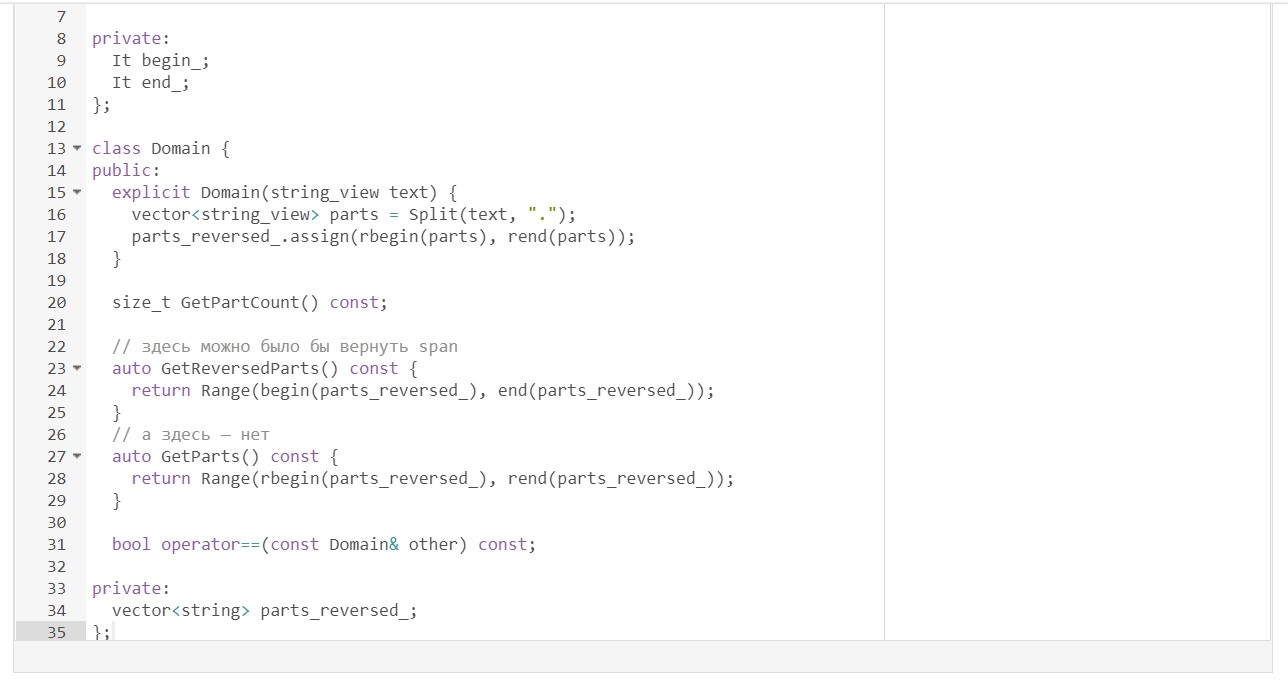 7
8 private:
9   It begin_;
10   It end_;
11 };
12
13 class Domain {
14 public:
15   explicit Domain(string_view text) {
16     vector<string_view> parts = Split(text, ".");
17     parts_reversed_.assign(rbegin(parts), rend(parts));
18   }
19
20   size_t GetPartCount() const;
21
22   // здесь можно было бы вернуть span
23   auto GetReversedParts() const {
24     return Range(begin(parts_reversed_), end(parts_reversed_));
25   }
26   // а здесь — нет
27   auto GetParts() const {
28     return Range(rbegin(parts_reversed_), rend(parts_reversed_));
29   }
30
31   bool operator==(const Domain& other) const;
32
33 private:
34   vector<string> parts_reversed_;
35 };